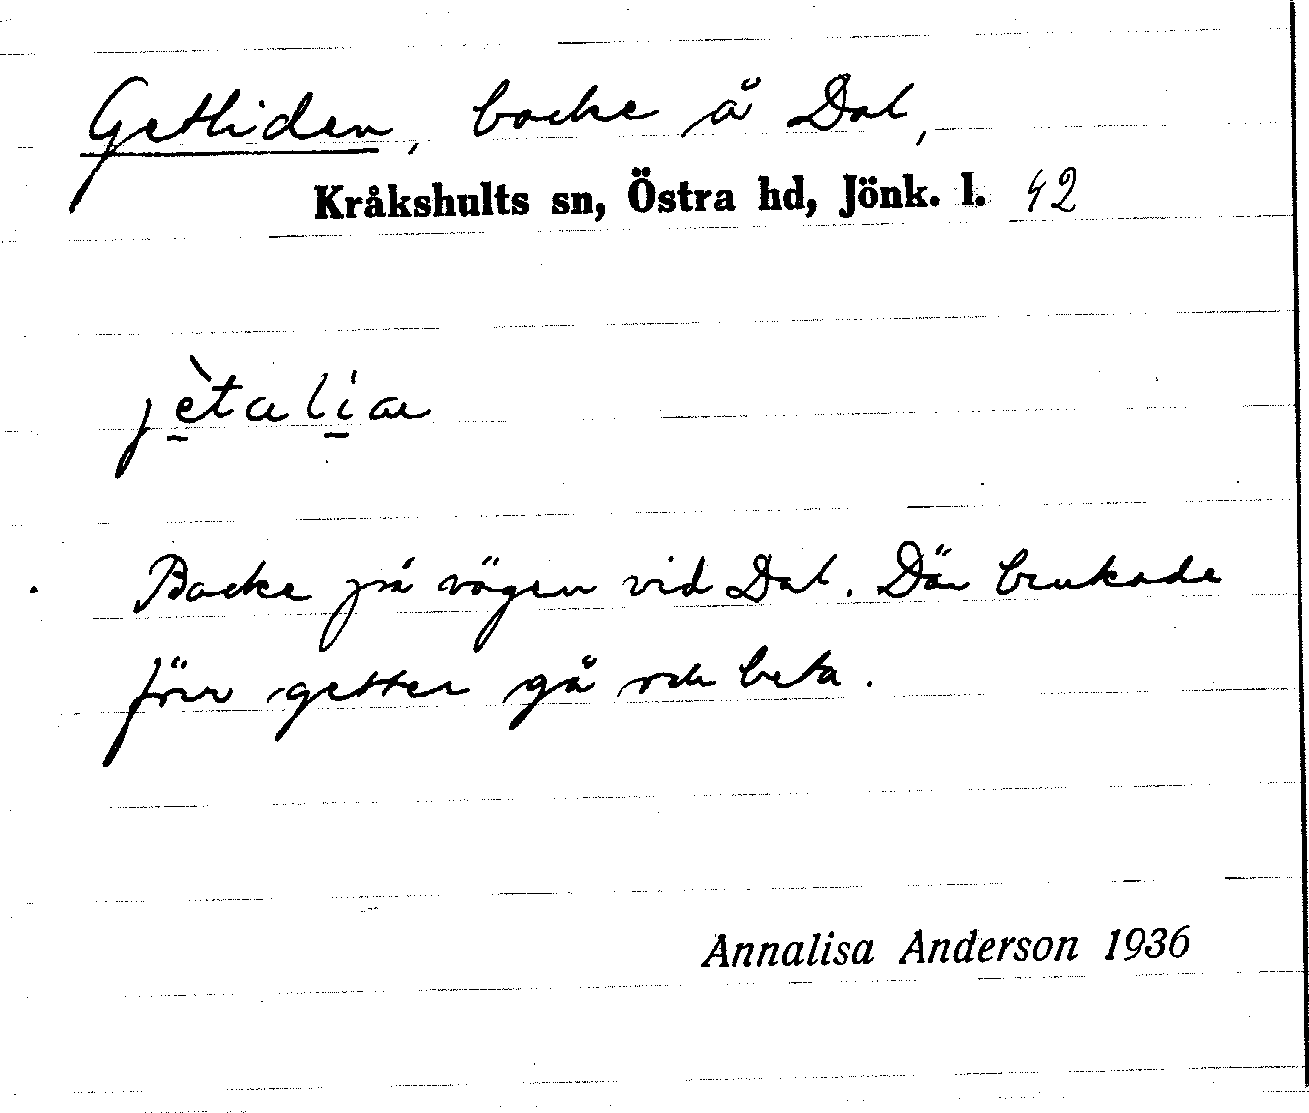 Getliden, backe å Dal,
Kråkshults sn, Östra hd, Jönk. l. 42
jètalia
Backe på vägen vid Dal. Där brukade
förr getter gå och beta.
Annalisa Anderson 1936